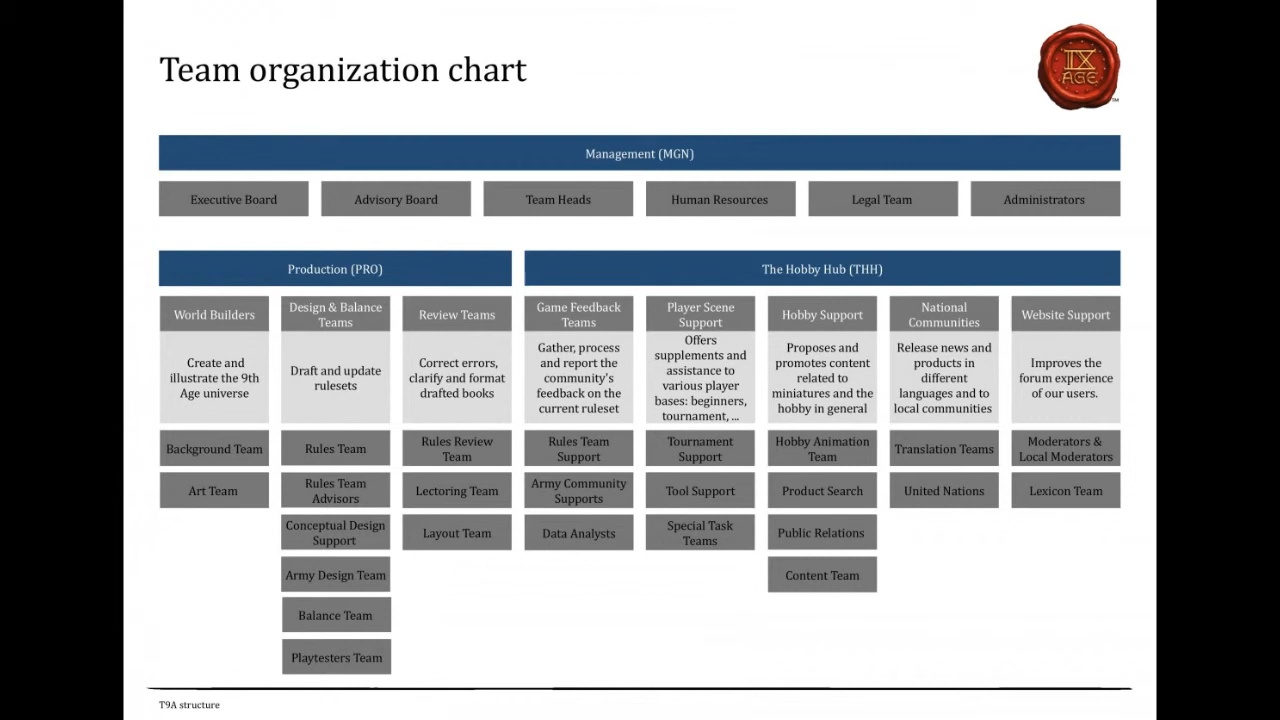 Team organization chart
IX
AGE
™
Management (MGN)
Executive Board
Advisory Board
Team Heads
Human Resources
Legal Team
Administrators
Production (PRO)
The Hobby Hub (THH)
World Builders
Design & Balance
Teams
Review Teams
Game Feedback
Teams
Player Scene
Support
Hobby Support
National
Communities
Website Support
Create and
illustrate the 9th
Age universe
Draft and update
rulesets
Correct errors,
clarify and format
drafted books
Gather, process
and report the
community's
feedback on the
current ruleset
Offers
supplements and
assistance to
various player
bases: beginners,
tournament, ...
Proposes and
promotes content
related to
miniatures and the
hobby in general
Release news and
products in
different
languages and to
local communities
Improves the
forum experience
of our users.
Background Team
Rules Team
Rules Review
Team
Rules Team
Support
Tournament
Support
Hobby Animation
Team
Translation Teams
Moderators &
Local Moderators
Art Team
Rules Team
Advisors
Lectoring Team
Army Community
Supports
Tool Support
Product Search
United Nations
Lexicon Team
Conceptual Design
Support
Layout Team
Data Analysts
Special Task
Teams
Public Relations
Army Design Team
Content Team
Balance Team
Playtesters Team
T9A structure